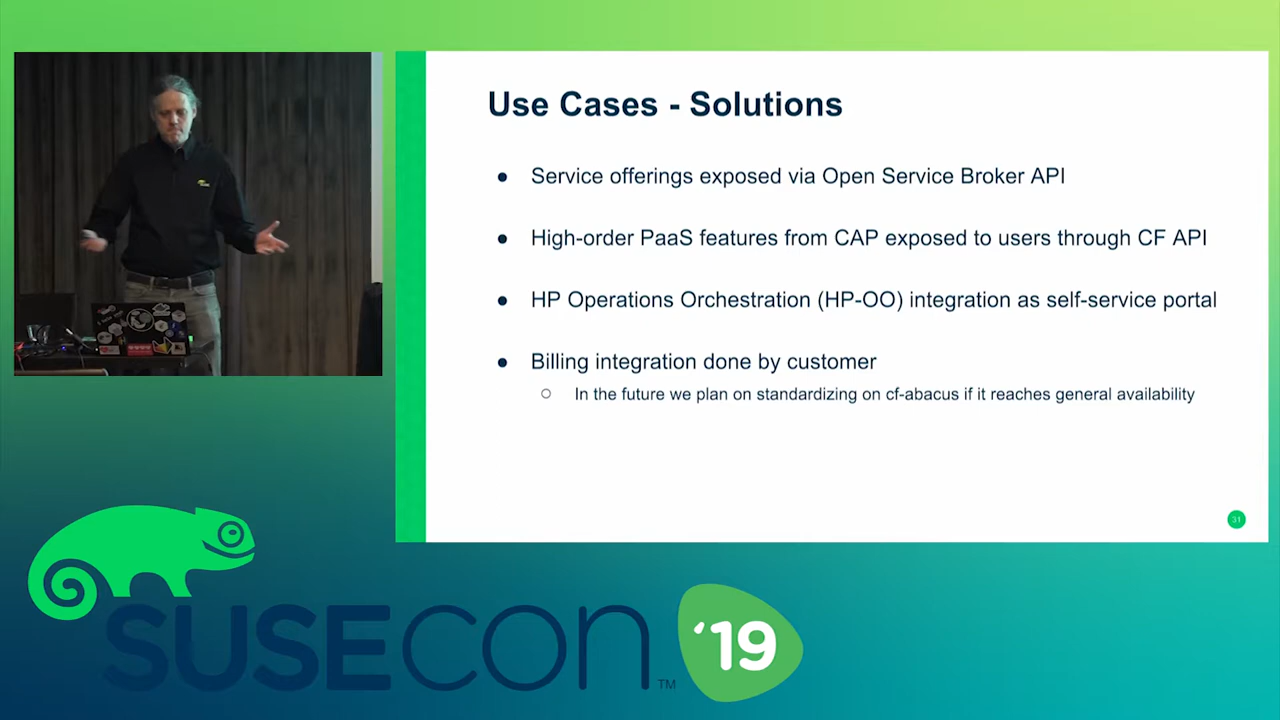 Use Cases - Solutions
● Service offerings exposed via Open Service Broker API
● High-order PaaS features from CAP exposed to users through CF API
● HP Operations Orchestration (HP-OO) integration as self-service portal
● Billing integration done by customer
○ In the future we plan on standardizing on cf-abacus if it reaches general availability
31
SUSECON ™ ‘19